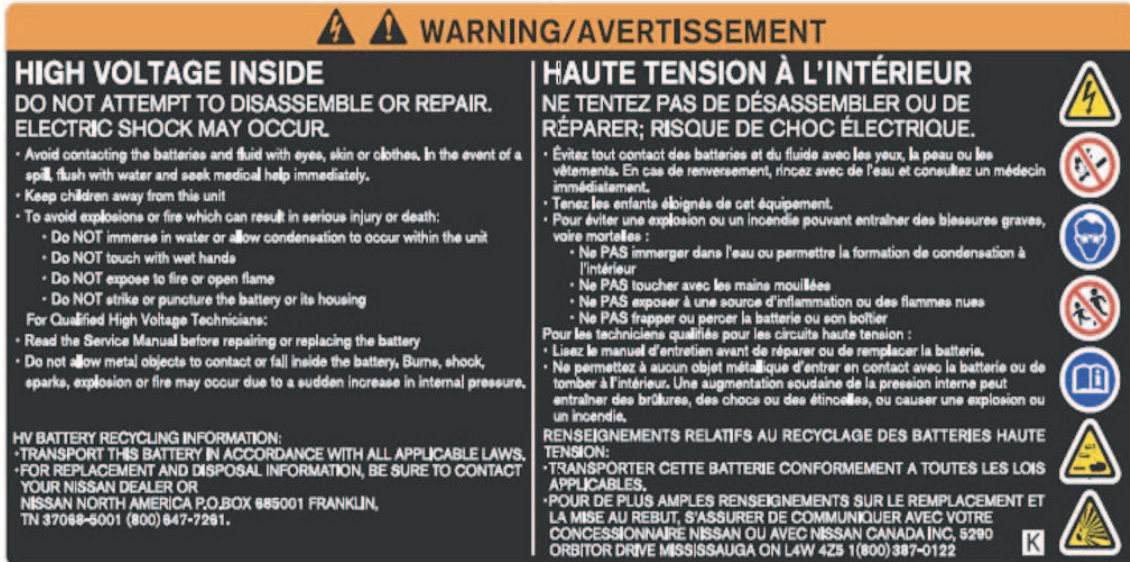 WARNING/AVERTISSEMENT
HIGH VOLTAGE INSIDE
DO NOT ATTEMPT TO DISASSEMBLE OR REPAIR.
ELECTRIC SHOCK MAY OCCUR.
• Avoid contacting the batteries and fluid with eyes, skin or clothes. In the event of a
spill, flush with water and seek medical help immediately.
• Keep children away from this unit
• To avoid explosions or fire which can result in serious injury or death:
• Do NOT immerse in water or allow condensation to occur within the unit
• Do NOT touch with wet hands
• Do NOT expose to fire or open flame
• Do NOT strike or puncture the battery or its housing
For Qualified High Voltage Technicians:
• Read the Service Manual before repairing or replacing the battery
• Do not allow metal objects to contact or fall inside the battery. Burns, shock,
sparks, explosion or fire may occur due to a sudden increase in internal pressure.
HV BATTERY RECYCLING INFORMATION:
•TRANSPORT THIS BATTERY IN ACCORDANCE WITH ALL APPLICABLE LAWS.
•FOR REPLACEMENT AND DISPOSAL INFORMATION, BE SURE TO CONTACT
YOUR NISSAN DEALER OR
NISSAN NORTH AMERICA P.O.BOX 685001 FRANKLIN,
TN 37068-5001 (800) 647-7261.
HAUTE TENSION À L'INTÉRIEUR
NE TENTEZ PAS DE DÉSASSEMBLER OU DE
RÉPARER; RISQUE DE CHOC ÉLECTRIQUE.
• Évitez tout contact des batteries et du fluide avec les yeux, la peau ou les
vêtements. En cas de renversement, rincez avec de l'eau et consultez un médecin
immédiatement.
• Tenez les enfants éloignés de cet équipement.
• Pour éviter une explosion ou un incendie pouvant entraîner des blessures graves,
voire mortelles :
• Ne PAS immerger dans l'eau ou permettre la formation de condensation à
l'intérieur
• Ne PAS toucher avec les mains mouillées
• Ne PAS exposer à une source d'inflammation ou des flammes nues
• Ne PAS frapper ou percer la batterie ou son boîtier
Pour les techniciens qualifiés pour les circuits haute tension :
• Lisez le manuel d'entretien avant de réparer ou de remplacer la batterie.
• Ne permettez à aucun objet métallique d'entrer en contact avec la batterie ou de
tomber à l'intérieur. Une augmentation soudaine de la pression interne peut
entraîner des brûlures, des chocs ou des étincelles, ou causer une explosion ou
un incendie.
RENSEIGNEMENTS RELATIFS AU RECYCLAGE DES BATTERIES HAUTE
TENSION:
•TRANSPORTER CETTE BATTERIE CONFORMEMENT A TOUTES LES LOIS
APPLICABLES.
•POUR DE PLUS AMPLES RENSEIGNEMENTS SUR LE REMPLACEMENT ET
LA MISE AU REBUT, S'ASSURER DE COMMUNIQUER AVEC VOTRE
CONCESSIONNAIRE NISSAN OU AVEC NISSAN CANADA INC, 5290
ORBITOR DRIVE MISSISSAUGA ON L4W 4Z5 1(800) 387-0122
K